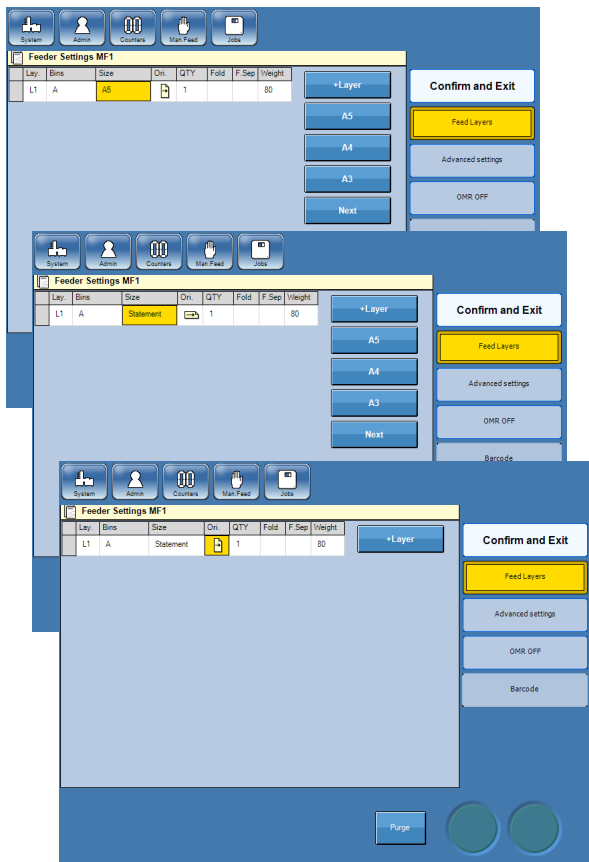 System Admin Counters Man.Feed Jobs
Feeder Settings MF1
Lay. Bins Size Ori. QTY Fold F.Sep Weight
L1 A A5 1 80
+Layer
A5
A4
A3
Next
Confirm and Exit
Feed Layers
Advanced settings
OMR OFF
System Admin Counters Man.Feed Jobs
Feeder Settings MF1
Lay. Bins Size Ori. QTY Fold F.Sep Weight
L1 A Statement 1 80
+Layer
A5
A4
A3
Next
Confirm and Exit
Feed Layers
Advanced settings
OMR OFF
Barcode
System Admin Counters Man.Feed Jobs
Feeder Settings MF1
Lay. Bins Size Ori. QTY Fold F.Sep Weight
L1 A Statement 1 80
+Layer
Confirm and Exit
Feed Layers
Advanced settings
OMR OFF
Barcode
Purge